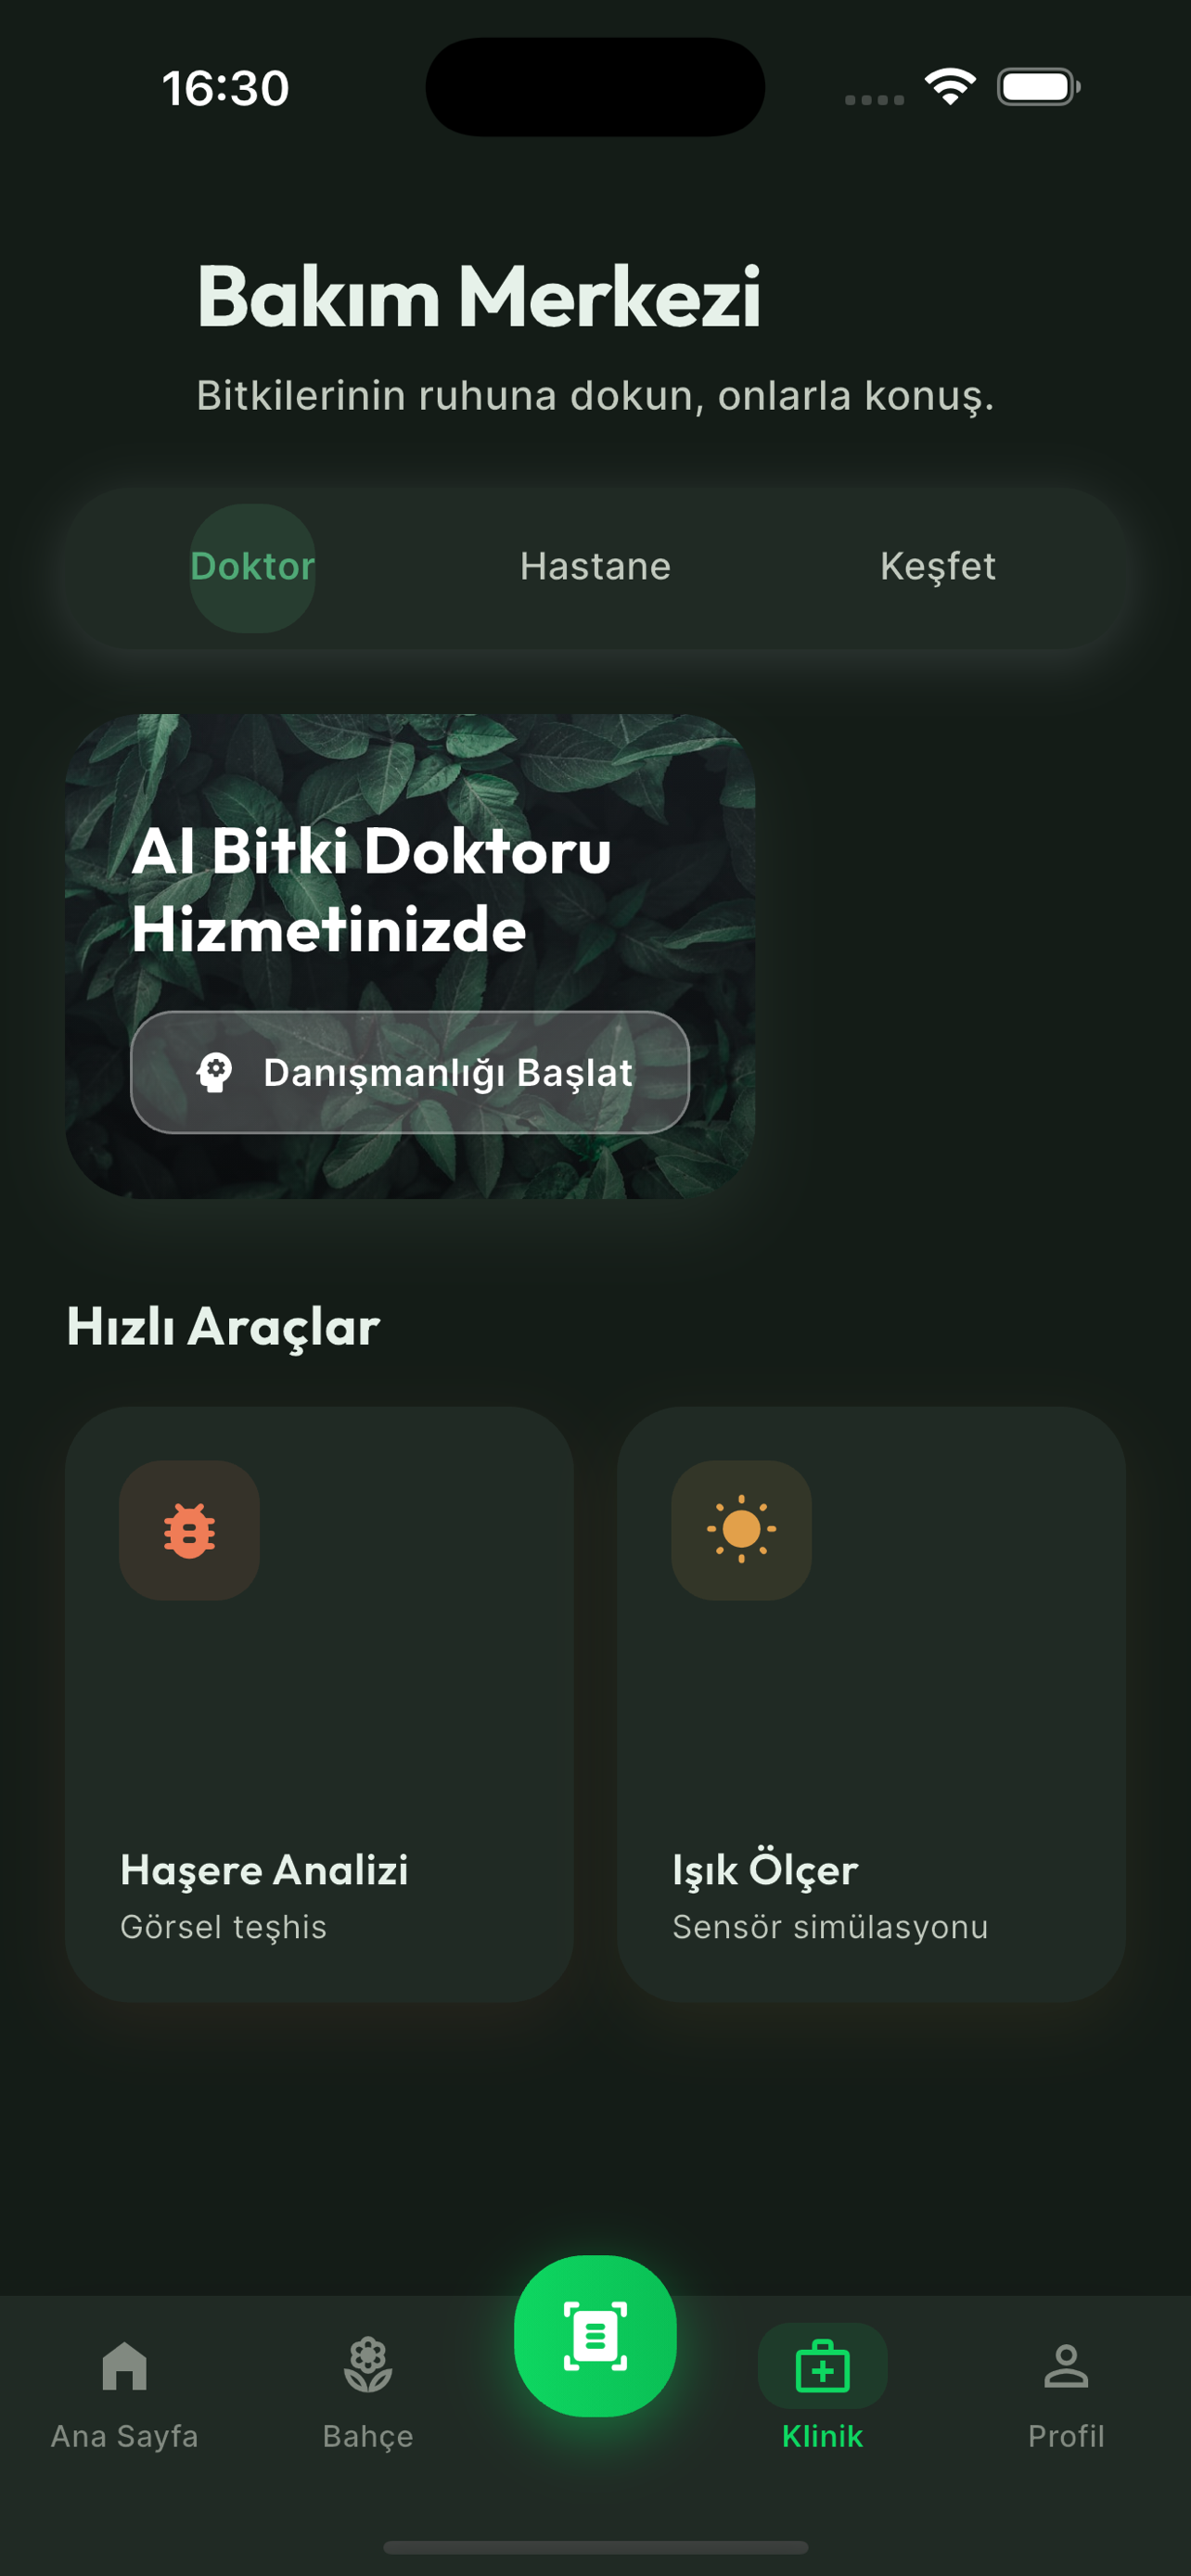 16:30
Bakım Merkezi
Bitkilerinin ruhuna dokun, onlarla konuş.
Doktor
Hastane
Keşfet
AI Bitki Doktoru
Hizmetinizde
Danışmanlığı Başlat
Hızlı Araçlar
Haşere Analizi
Görsel teşhis
Işık Ölçer
Sensör simülasyonu
Ana Sayfa
Bahçe
Klinik
Profil